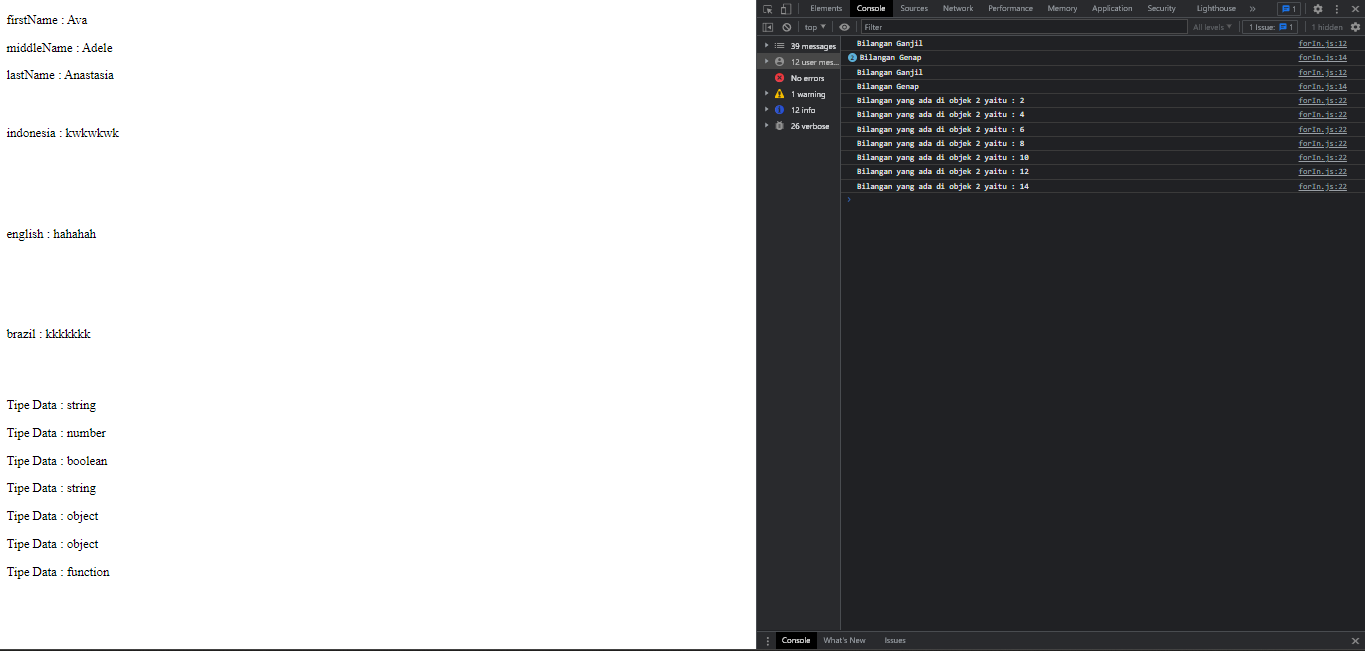 firstName : Ava
middleName : Adele
lastName : Anastasia
indonesia : kwkwkwk
english : hahahah
brazil : kkkkkkk
Tipe Data : string
Tipe Data : number
Tipe Data : boolean
Tipe Data : string
Tipe Data : object
Tipe Data : object
Tipe Data : function
Elements Console Sources Network Performance Memory Application Security Lighthouse » 1
top Filter All levels 1 Issue: 1 1 hidden
39 messages
12 user mes...
No errors
1 warning
12 info
26 verbose
Bilangan Ganjil forIn.js:12
2 Bilangan Genap forIn.js:14
Bilangan Ganjil forIn.js:12
Bilangan Genap forIn.js:14
Bilangan yang ada di objek 2 yaitu : 2 forIn.js:22
Bilangan yang ada di objek 2 yaitu : 4 forIn.js:22
Bilangan yang ada di objek 2 yaitu : 6 forIn.js:22
Bilangan yang ada di objek 2 yaitu : 8 forIn.js:22
Bilangan yang ada di objek 2 yaitu : 10 forIn.js:22
Bilangan yang ada di objek 2 yaitu : 12 forIn.js:22
Bilangan yang ada di objek 2 yaitu : 14 forIn.js:22
Console What's New Issues